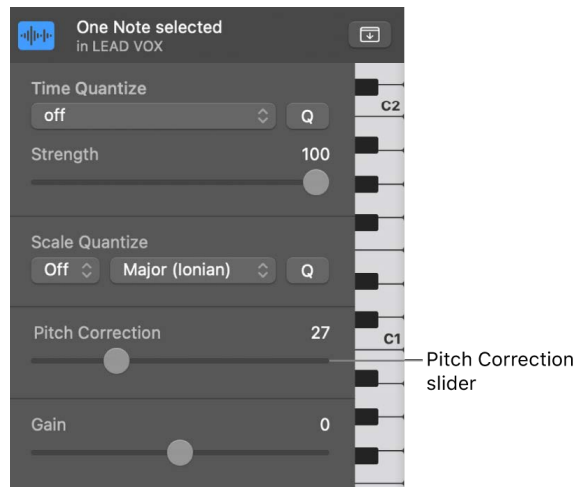 One Note selected
in LEAD VOX
Time Quantize
off
Q
C2
Strength
100
Scale Quantize
Off
Major (Ionian)
Q
Pitch Correction
27
C1
Pitch Correction
slider
Gain
0